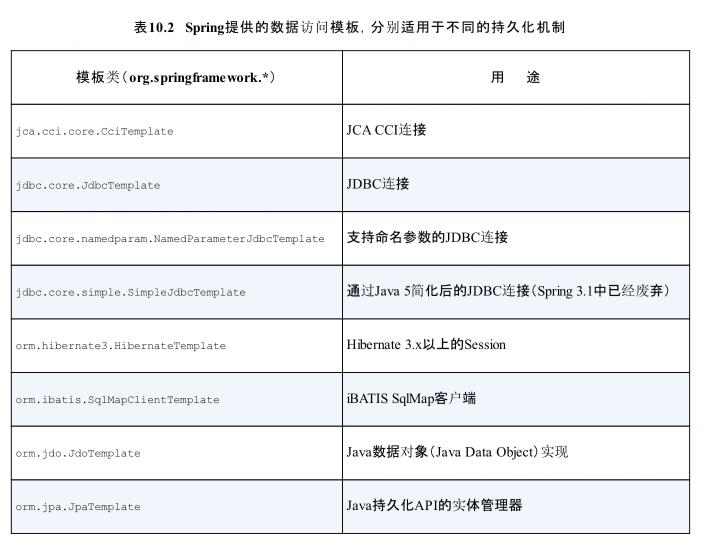 表10.2 Spring提供的数据访问模板, 分别适用于不同的持久化机制
模板类（org.springframework.*） 用 途
jca.cci.core.CciTemplate JCA CCI连接
jdbc.core.JdbcTemplate JDBC连接
jdbc.core.namedparam.NamedParameterJdbcTemplate 支持命名参数的JDBC连接
jdbc.core.simple.SimpleJdbcTemplate 通过Java 5简化后的JDBC连接（Spring 3.1中已经废弃）
orm.hibernate3.HibernateTemplate Hibernate 3.x以上的Session
orm.ibatis.SqlMapClientTemplate iBATIS SqlMap客户端
orm.jdo.JdoTemplate Java数据对象（Java Data Object）实现
orm.jpa.JpaTemplate Java持久化API的实体管理器